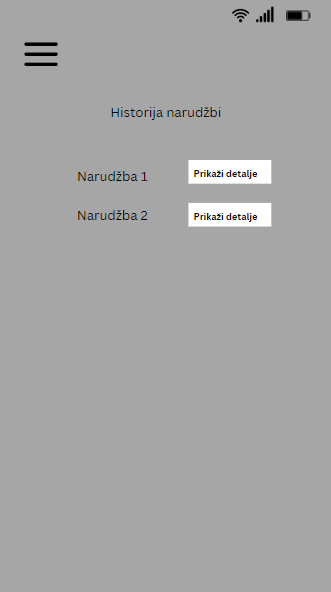 Historija narudžbi
Narudžba 1
Prikaži detalje
Narudžba 2
Prikaži detalje